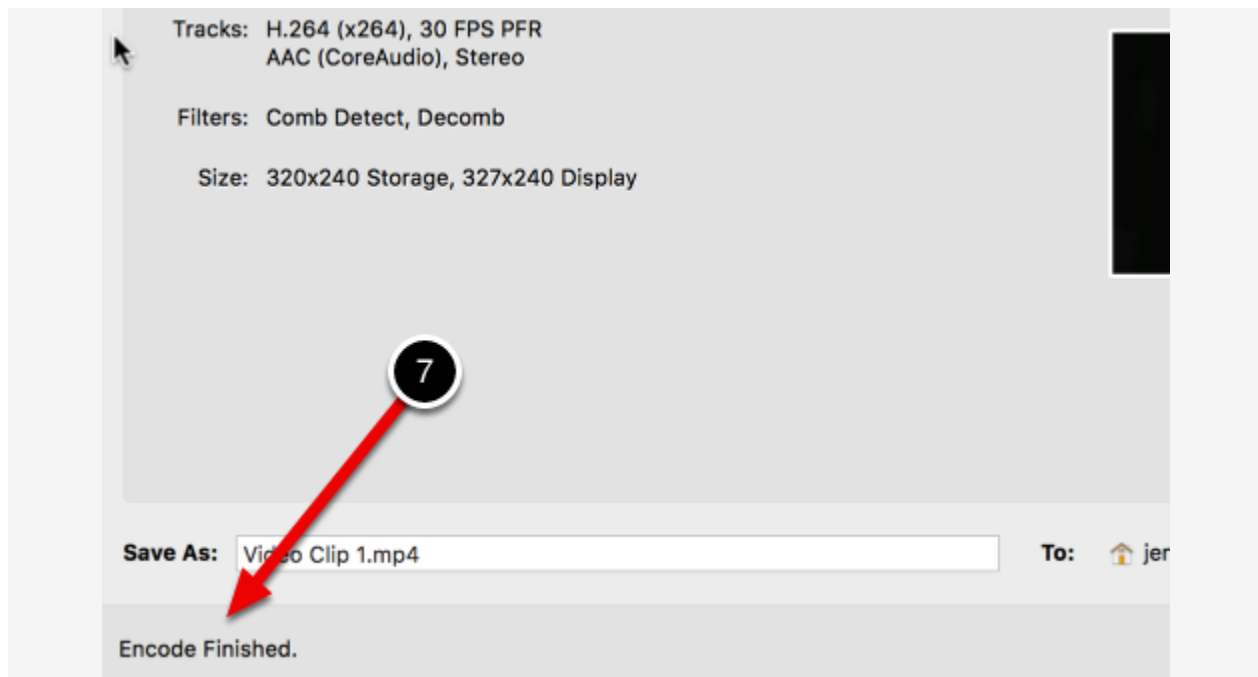 Tracks: H.264 (x264), 30 FPS PFR
AAC (CoreAudio), Stereo
Filters: Comb Detect, Decomb
Size: 320x240 Storage, 327x240 Display
7
Save As: Video Clip 1.mp4 To: jer
Encode Finished.